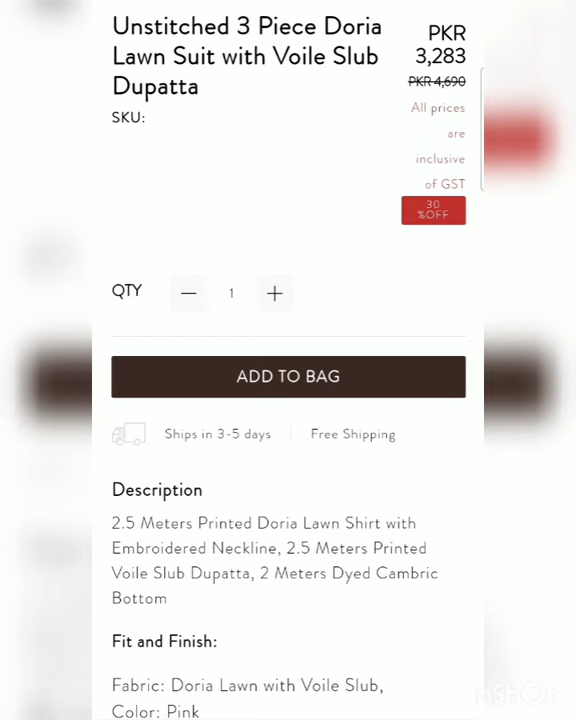 Unstitched 3 Piece Doria
Lawn Suit with Voile Slub
Dupatta
SKU:
PKR
3,283
PKR 4,690
All prices
are
inclusive
of GST
30
%OFF
QTY
1
ADD TO BAG
Ships in 3-5 days
Free Shipping
Description
2.5 Meters Printed Doria Lawn Shirt with
Embroidered Neckline, 2.5 Meters Printed
Voile Slub Dupatta, 2 Meters Dyed Cambric
Bottom
Fit and Finish:
Fabric: Doria Lawn with Voile Slub,
Color: Pink
InShOt